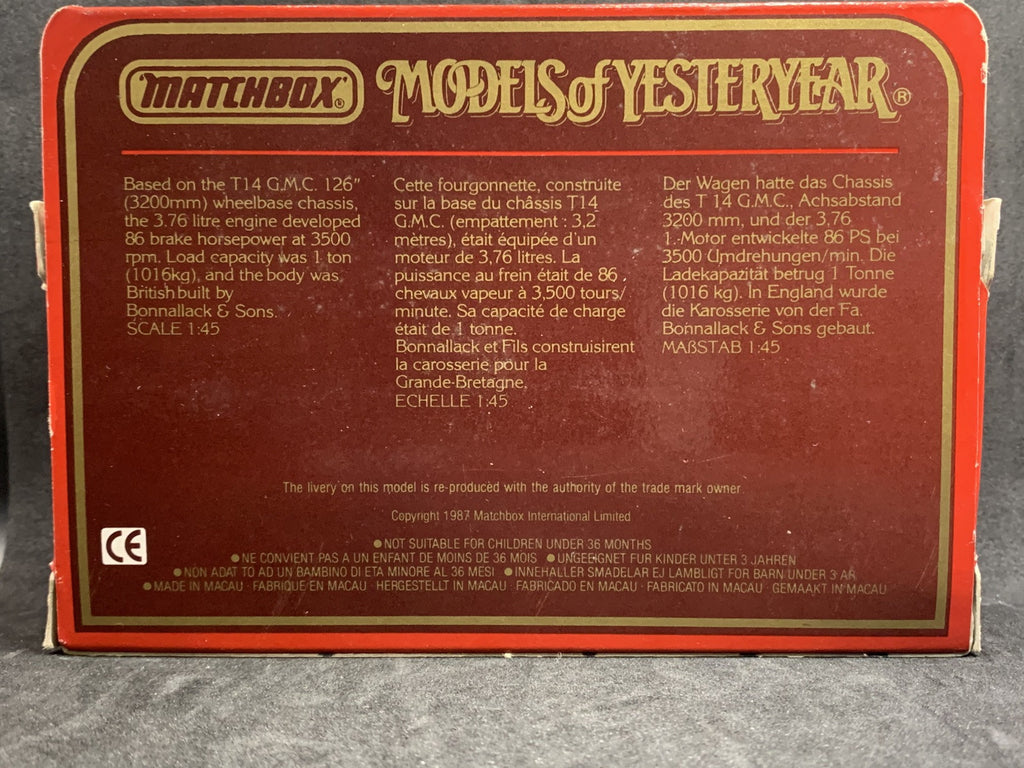 MATCHBOX®
MODELS of YESTERYEAR®
Based on the T14 G.M.C. 126"
(3200mm) wheelbase chassis,
the 3.76 litre engine developed
86 brake horsepower at 3500
rpm. Load capacity was 1 ton
(1016kg), and the body was
British built by
Bonnallack & Sons.
SCALE 1:45
Cette fourgonnette, construite
sur la base du châssis T14
G.M.C. (empattement : 3,2
mètres), était équipée d'un
moteur de 3,76 litres. La
puissance au frein était de 86
chevaux vapeur à 3,500 tours/
minute. Sa capacité de charge
était de 1 tonne.
Bonnallack et Fils construisirent
la carosserie pour la
Grande-Bretagne.
ECHELLE 1:45
Der Wagen hatte das Chassis
des T 14 G.M.C., Achsabstand
3200 mm, und der 3,76
1.-Motor entwickelte 86 PS bei
3500 Umdrehungen/min. Die
Ladekapazität betrug 1 Tonne
(1016 kg). In England wurde
die Karosserie von der Fa.
Bonnallack & Sons gebaut.
MAßSTAB 1:45
The livery on this model is re-produced with the authority of the trade mark owner
Copyright 1987 Matchbox International Limited
CE
● NOT SUITABLE FOR CHILDREN UNDER 36 MONTHS
● NE CONVIENT PAS A UN ENFANT DE MOINS DE 36 MOIS ● UNGEEIGNET FUR KINDER UNTER 3 JAHREN
● NON ADAT TO AD UN BAMBINO DI ETA MINORE AL 36 MESI ● INNEHALLER SMADELAR EJ LAMBLIGT FOR BARN UNDER 3 AR
● MADE IN MACAU · FABRIQUE EN MACAU · HERGESTELLT IN MACAU · FABRICADO EN MACAU · FABRICATO IN MACAU · GEMAAKT IN MACAU